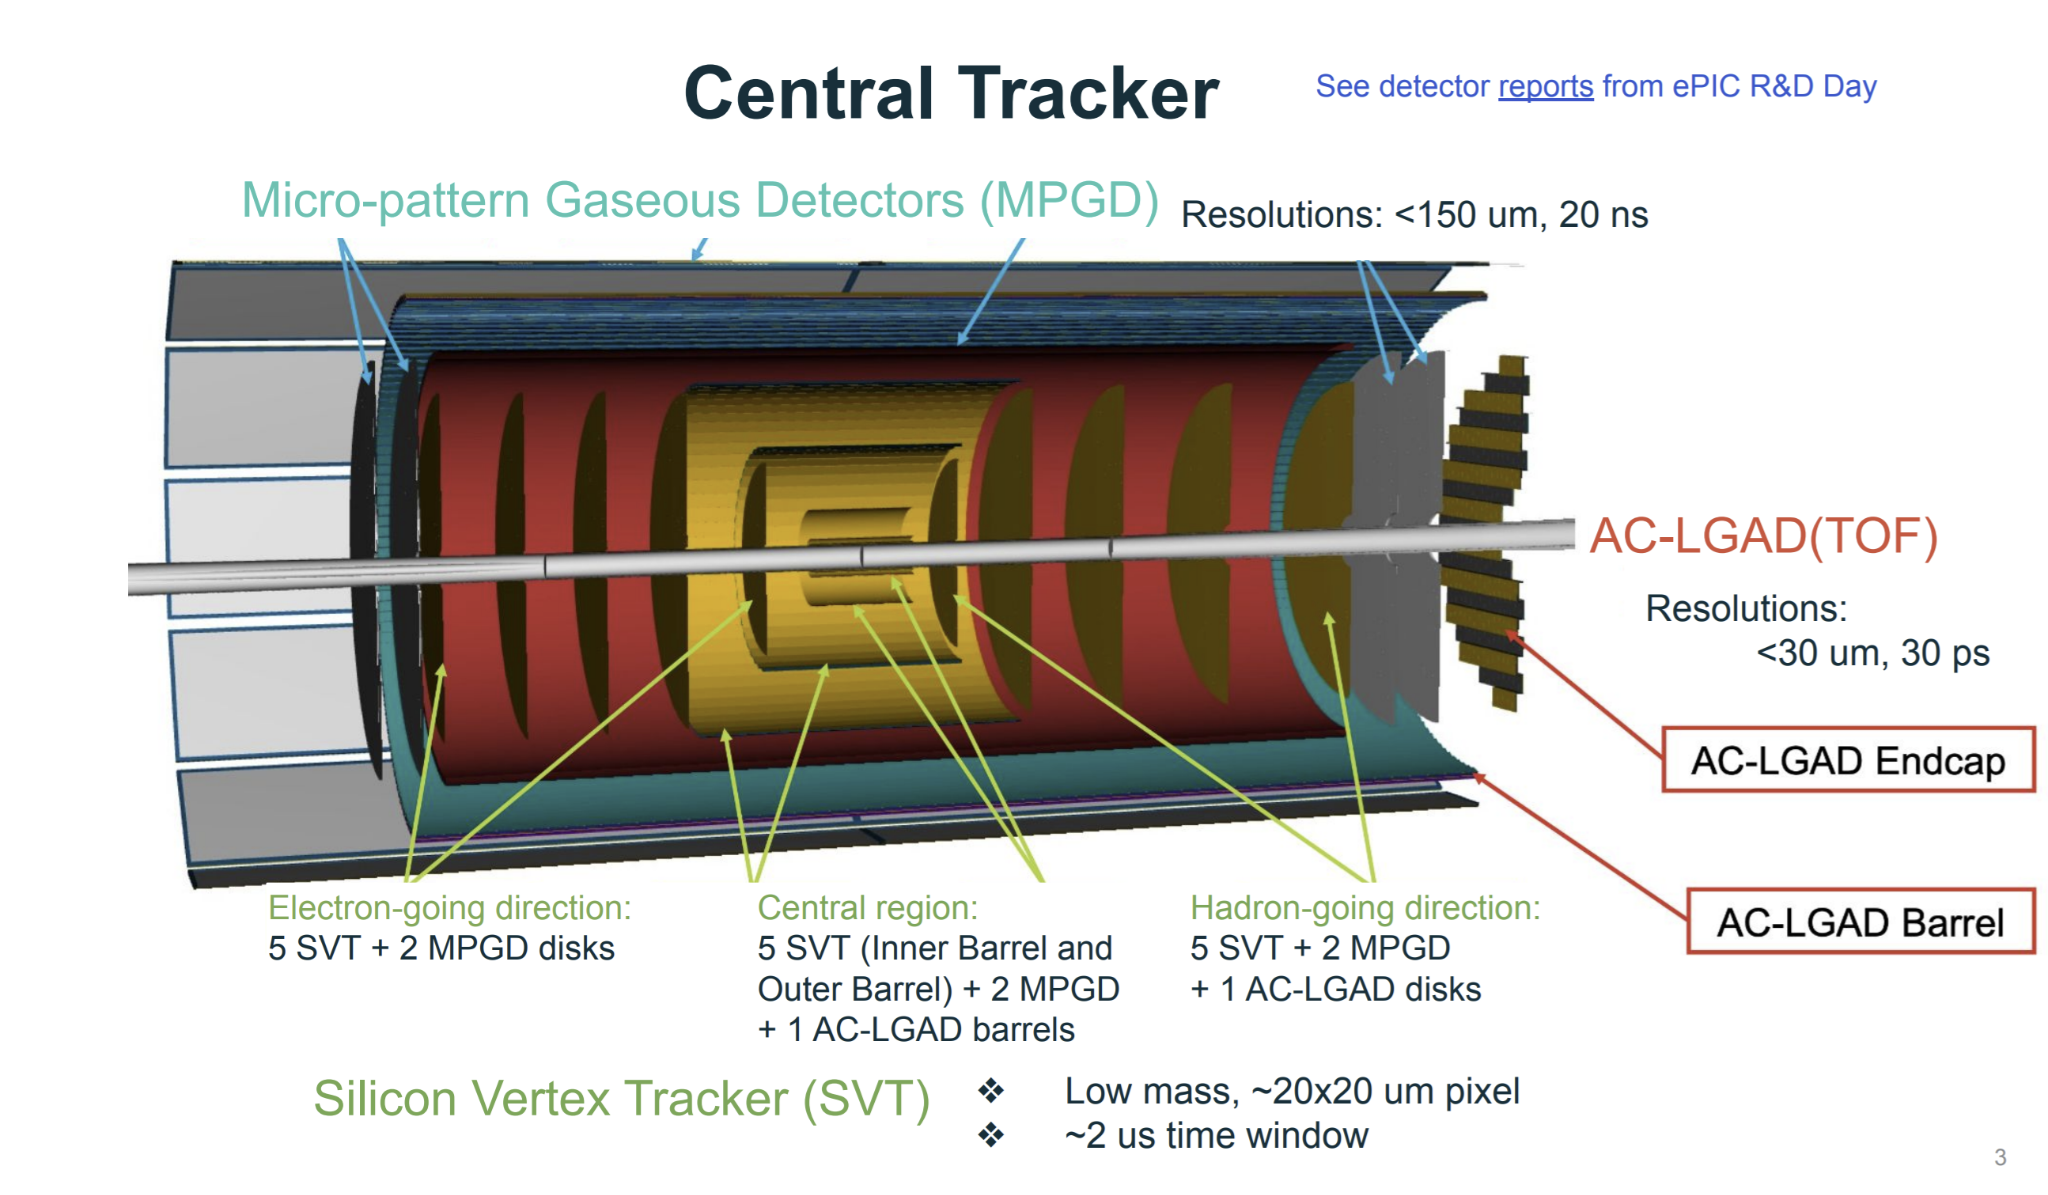 Central Tracker
See detector reports from ePIC R&D Day
Micro-pattern Gaseous Detectors (MPGD)
Resolutions: <150 um, 20 ns
AC-LGAD(TOF)
Resolutions:
<30 um, 30 ps
AC-LGAD Endcap
AC-LGAD Barrel
Electron-going direction:
5 SVT + 2 MPGD disks
Central region:
5 SVT (Inner Barrel and
Outer Barrel) + 2 MPGD
+ 1 AC-LGAD barrels
Hadron-going direction:
5 SVT + 2 MPGD
+ 1 AC-LGAD disks
Silicon Vertex Tracker (SVT)
❖ Low mass, ~20x20 um pixel
❖ ~2 us time window
3